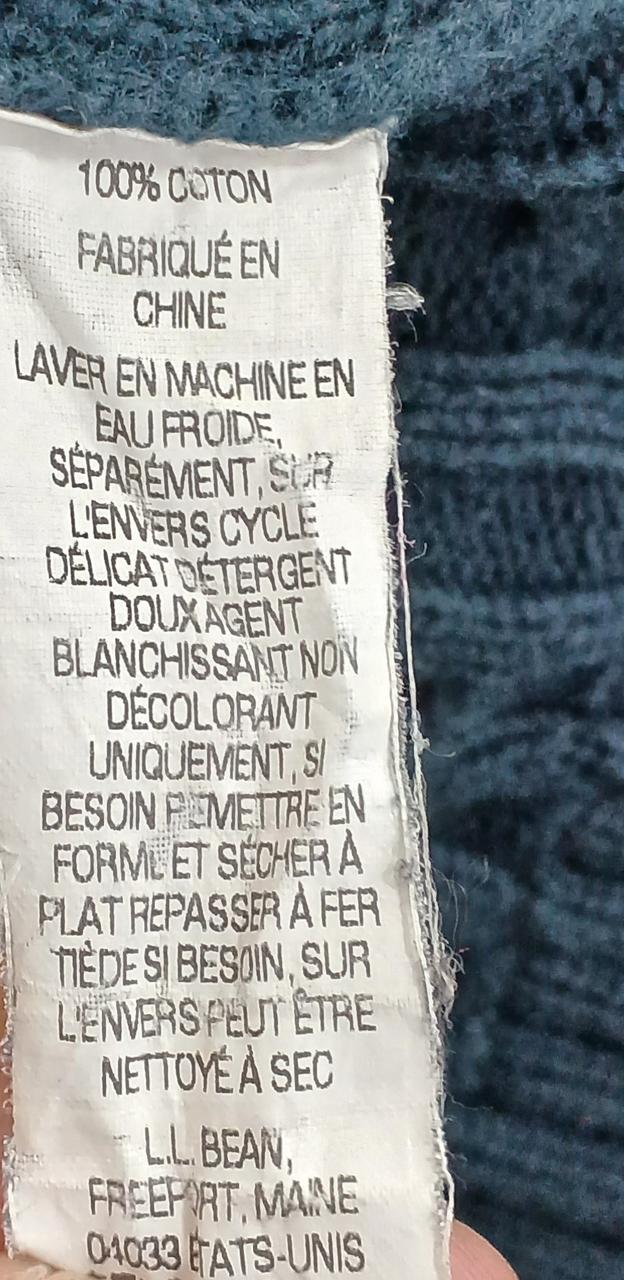 100% COTON
FABRIQUÉ EN
CHINE
LAVER EN MACHINE EN
EAU FROIDE,
SÉPARÉMENT, SUR
L'ENVERS CYCLE
DÉLICAT DÉTERGENT
DOUX AGENT
BLANCHISSANT NON
DÉCOLORANT
UNIQUEMENT, SI
BESOIN REMETTRE EN
FORME ET SÉCHER À
PLAT REPASSER À FER
TIÈDE SI BESOIN, SUR
L'ENVERS PEUT ÊTRE
NETTOYÉ À SEC
L.L. BEAN,
FREEPORT, MAINE
04033 ÉTATS-UNIS